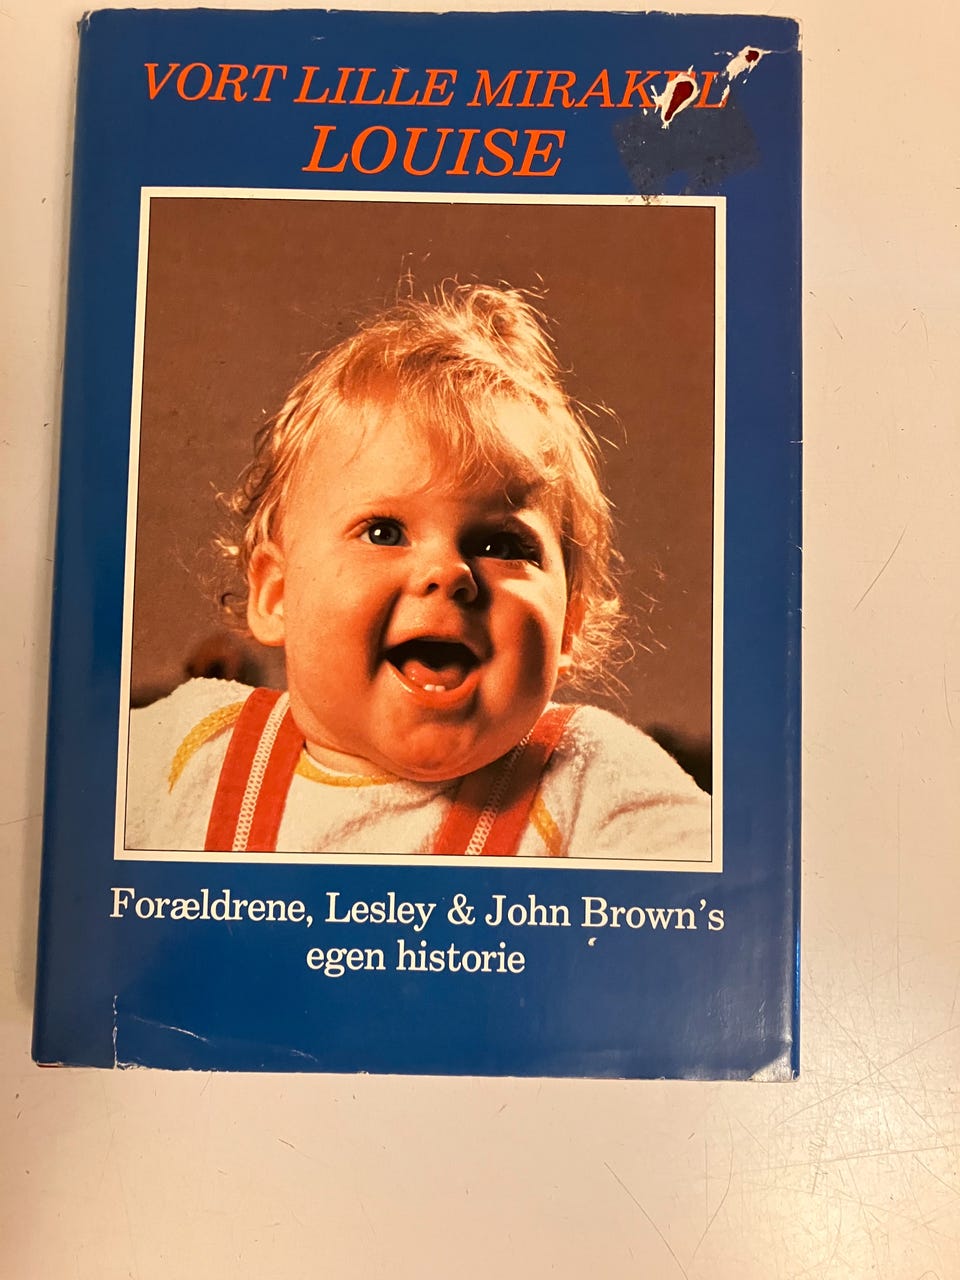 VORT LILLE MIRAKEL
LOUISE
Forældrene, Lesley & John Brown's
egen historie